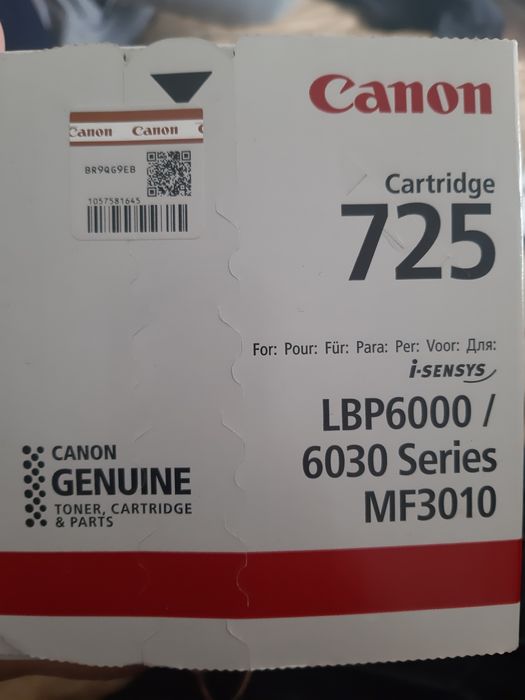 Canon
Canon Canon
BR9QG9EB
1057581645
Cartridge
725
For: Pour: Für: Para: Per: Voor: Для:
i-SENSYS
LBP6000 /
6030 Series
MF3010
CANON
GENUINE
TONER, CARTRIDGE
& PARTS